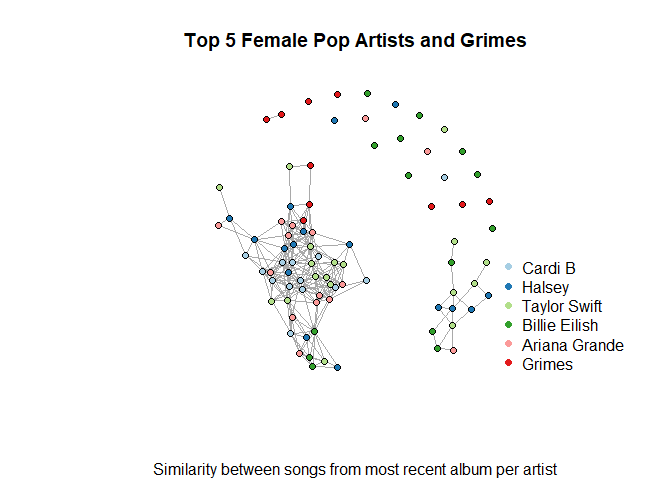 Top 5 Female Pop Artists and Grimes
Cardi B
Halsey
Taylor Swift
Billie Eilish
Ariana Grande
Grimes
Similarity between songs from most recent album per artist